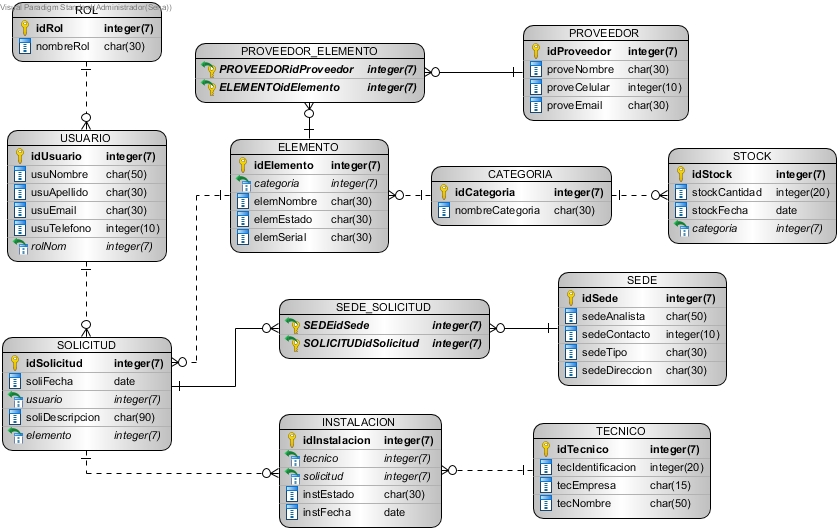 Visual Paradigm Standard(Administrador(Sena))
ROL
idRol integer(7)
nombreRol char(30)
PROVEEDOR_ELEMENTO
PROVEEDORidProveedor integer(7)
ELEMENTOidElemento integer(7)
PROVEEDOR
idProveedor integer(7)
proveNombre char(30)
proveCelular integer(10)
proveEmail char(30)
USUARIO
idUsuario integer(7)
usuNombre char(50)
usuApellido char(30)
usuEmail char(30)
usuTelefono integer(10)
rolNom integer(7)
ELEMENTO
idElemento integer(7)
categoria integer(7)
elemNombre char(30)
elemEstado char(30)
elemSerial char(30)
CATEGORIA
idCategoria integer(7)
nombreCategoria char(30)
STOCK
idStock integer(7)
stockCantidad integer(20)
stockFecha date
categoria integer(7)
SEDE_SOLICITUD
SEDEidSede integer(7)
SOLICITUDidSolicitud integer(7)
SEDE
idSede integer(7)
sedeAnalista char(50)
sedeContacto integer(10)
sedeTipo char(30)
sedeDireccion char(30)
SOLICITUD
idSolicitud integer(7)
soliFecha date
usuario integer(7)
soliDescripcion char(90)
elemento integer(7)
INSTALACION
idInstalacion integer(7)
tecnico integer(7)
solicitud integer(7)
instEstado char(30)
instFecha date
TECNICO
idTecnico integer(7)
tecIdentificacion integer(20)
tecEmpresa char(15)
tecNombre char(50)